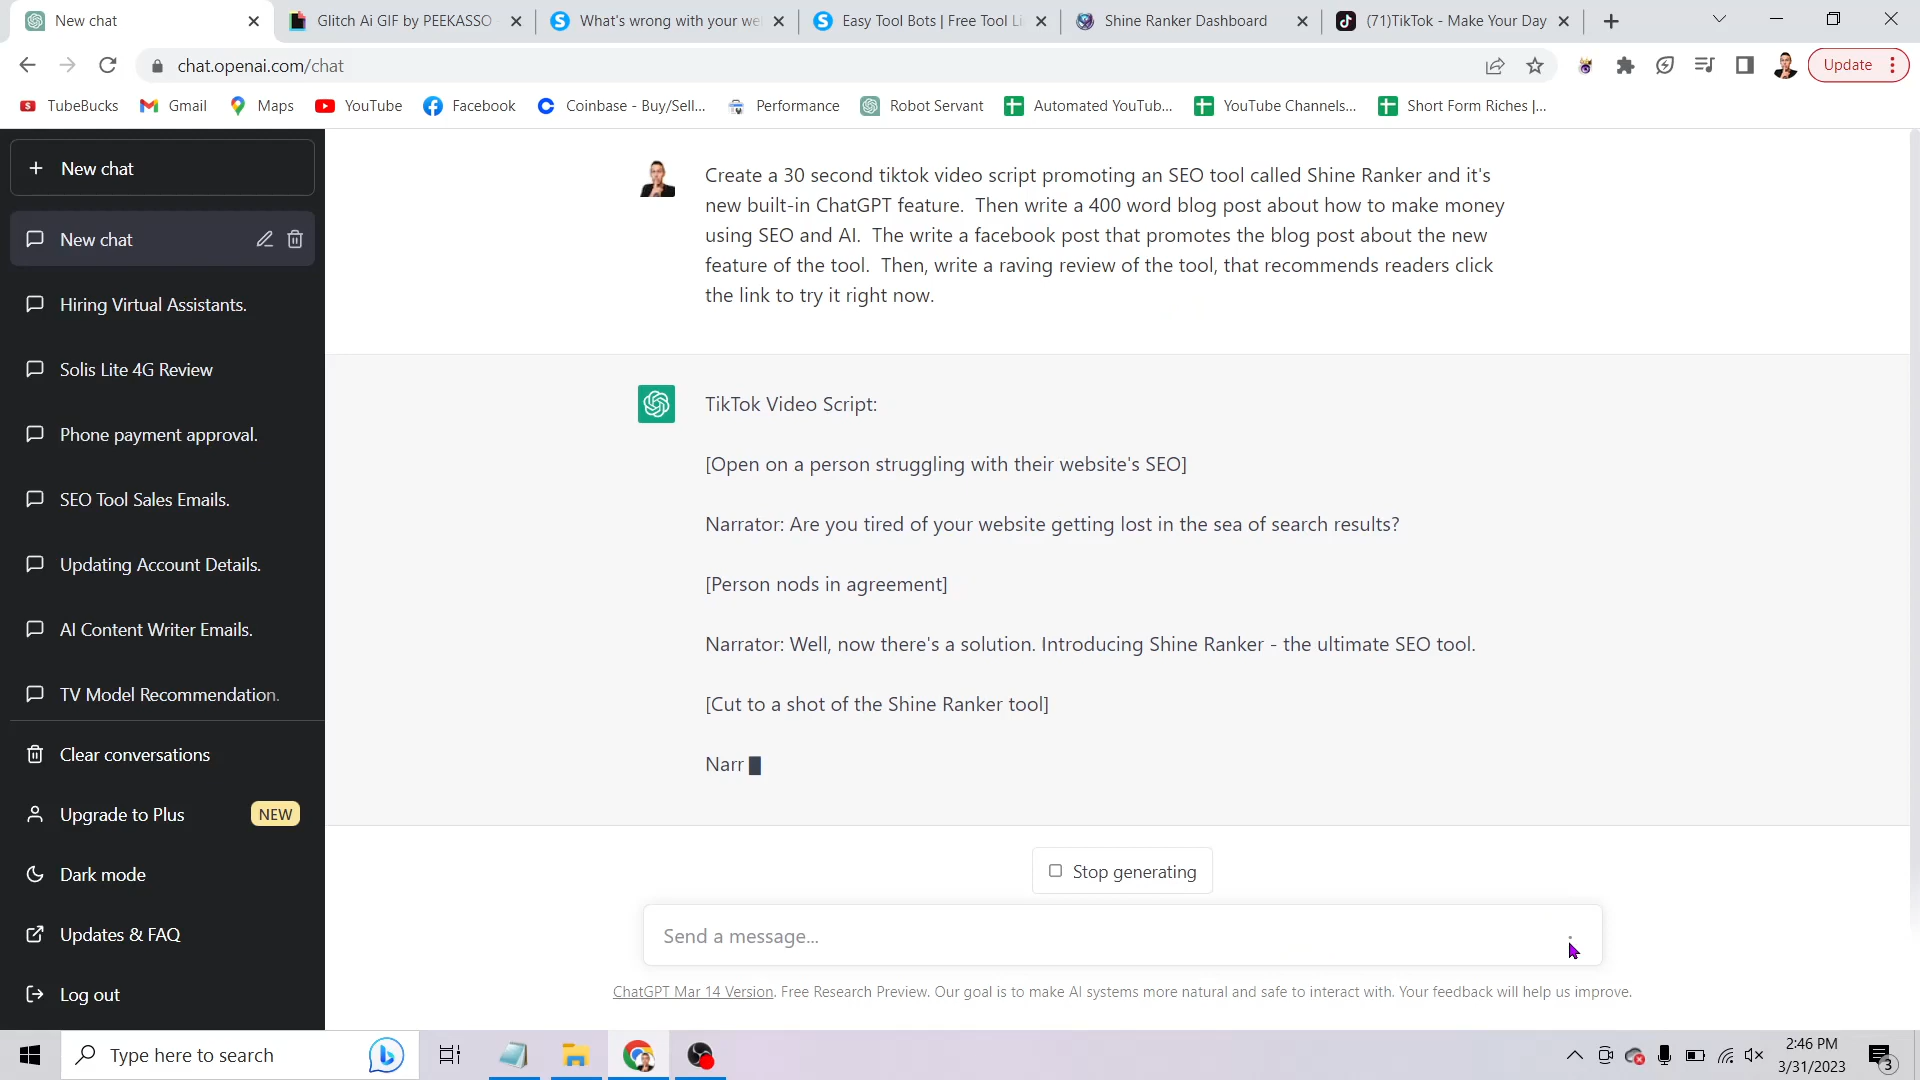 New chat
Glitch Ai GIF by PEEKASSO
What's wrong with your we
Easy Tool Bots | Free Tool Li
Shine Ranker Dashboard
(71)TikTok - Make Your Day
chat.openai.com/chat
Update
TubeBucks
Gmail
Maps
YouTube
Facebook
Coinbase - Buy/Sell...
Performance
Robot Servant
Automated YouTub...
YouTube Channels...
Short Form Riches |...
New chat
New chat
Hiring Virtual Assistants.
Solis Lite 4G Review
Phone payment approval.
SEO Tool Sales Emails.
Updating Account Details.
AI Content Writer Emails.
TV Model Recommendation.
Clear conversations
Upgrade to Plus NEW
Dark mode
Updates & FAQ
Log out
Create a 30 second tiktok video script promoting an SEO tool called Shine Ranker and it's
new built-in ChatGPT feature. Then write a 400 word blog post about how to make money
using SEO and AI. The write a facebook post that promotes the blog post about the new
feature of the tool. Then, write a raving review of the tool, that recommends readers click
the link to try it right now.
TikTok Video Script:
[Open on a person struggling with their website's SEO]
Narrator: Are you tired of your website getting lost in the sea of search results?
[Person nods in agreement]
Narrator: Well, now there's a solution. Introducing Shine Ranker - the ultimate SEO tool.
[Cut to a shot of the Shine Ranker tool]
Narr
Stop generating
Send a message...
ChatGPT Mar 14 Version. Free Research Preview. Our goal is to make AI systems more natural and safe to interact with. Your feedback will help us improve.
Type here to search
2:46 PM
3/31/2023
3